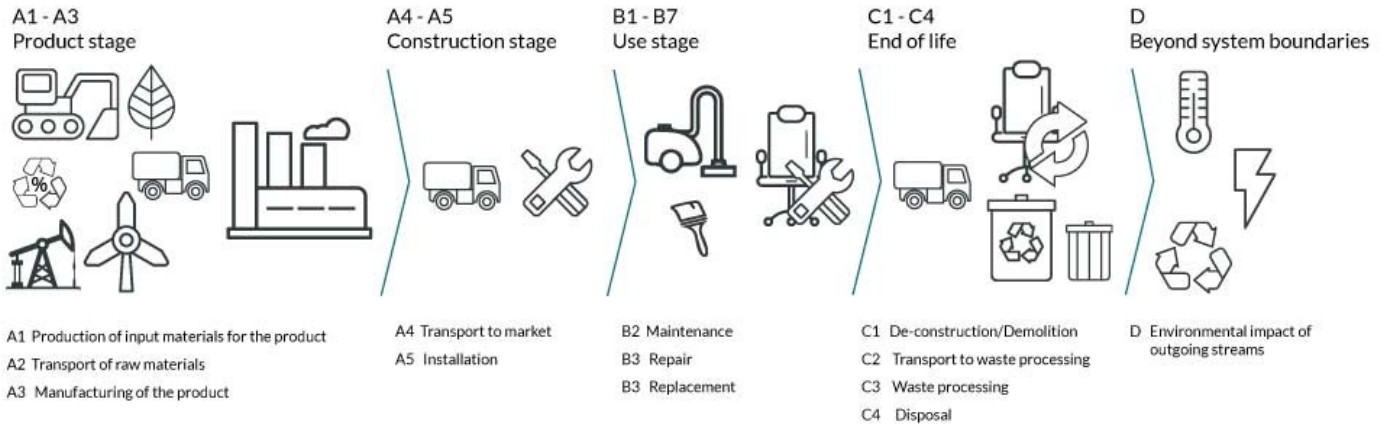 A1 - A3
Product stage
A4 - A5
Construction stage
B1 - B7
Use stage
C1 - C4
End of life
D
Beyond system boundaries
%
A1 Production of input materials for the product
A2 Transport of raw materials
A3 Manufacturing of the product
A4 Transport to market
A5 Installation
B2 Maintenance
B3 Repair
B3 Replacement
C1 De-construction/Demolition
C2 Transport to waste processing
C3 Waste processing
C4 Disposal
D Environmental impact of
outgoing streams